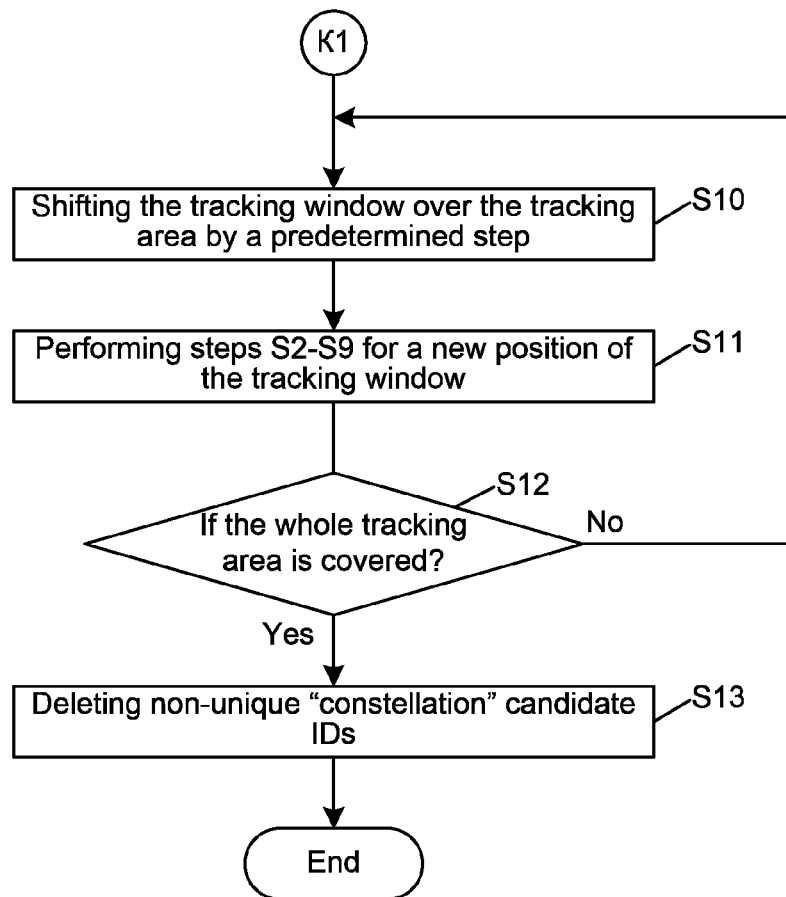 K1
Shifting the tracking window over the tracking
area by a predetermined step
S10
Performing steps S2-S9 for a new position of
the tracking window
S11
S12
If the whole tracking
area is covered?
No
Yes
Deleting non-unique “constellation” candidate
IDs
S13
End